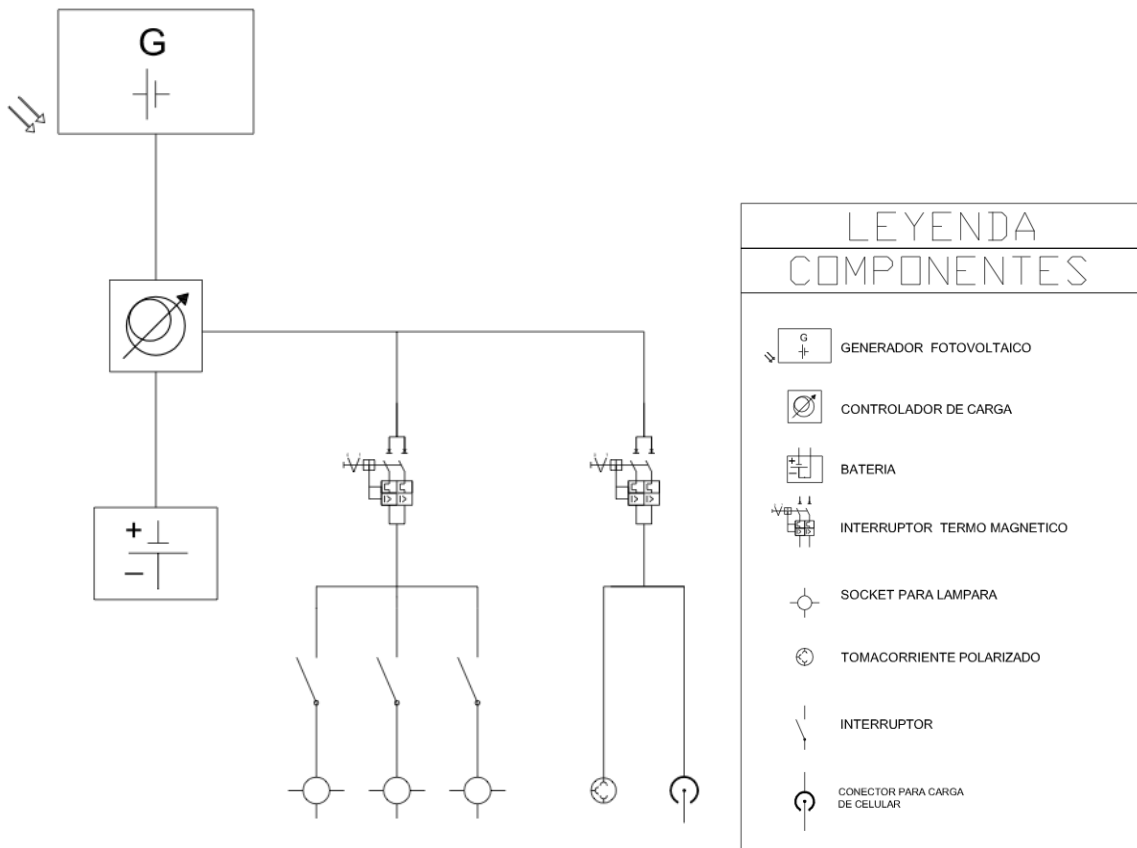 G
+
−
LEYENDA
COMPONENTES
G
GENERADOR FOTOVOLTAICO
CONTROLADOR DE CARGA
+
−
BATERIA
INTERRUPTOR TERMO MAGNETICO
SOCKET PARA LAMPARA
TOMACORRIENTE POLARIZADO
INTERRUPTOR
CONECTOR PARA CARGA
DE CELULAR